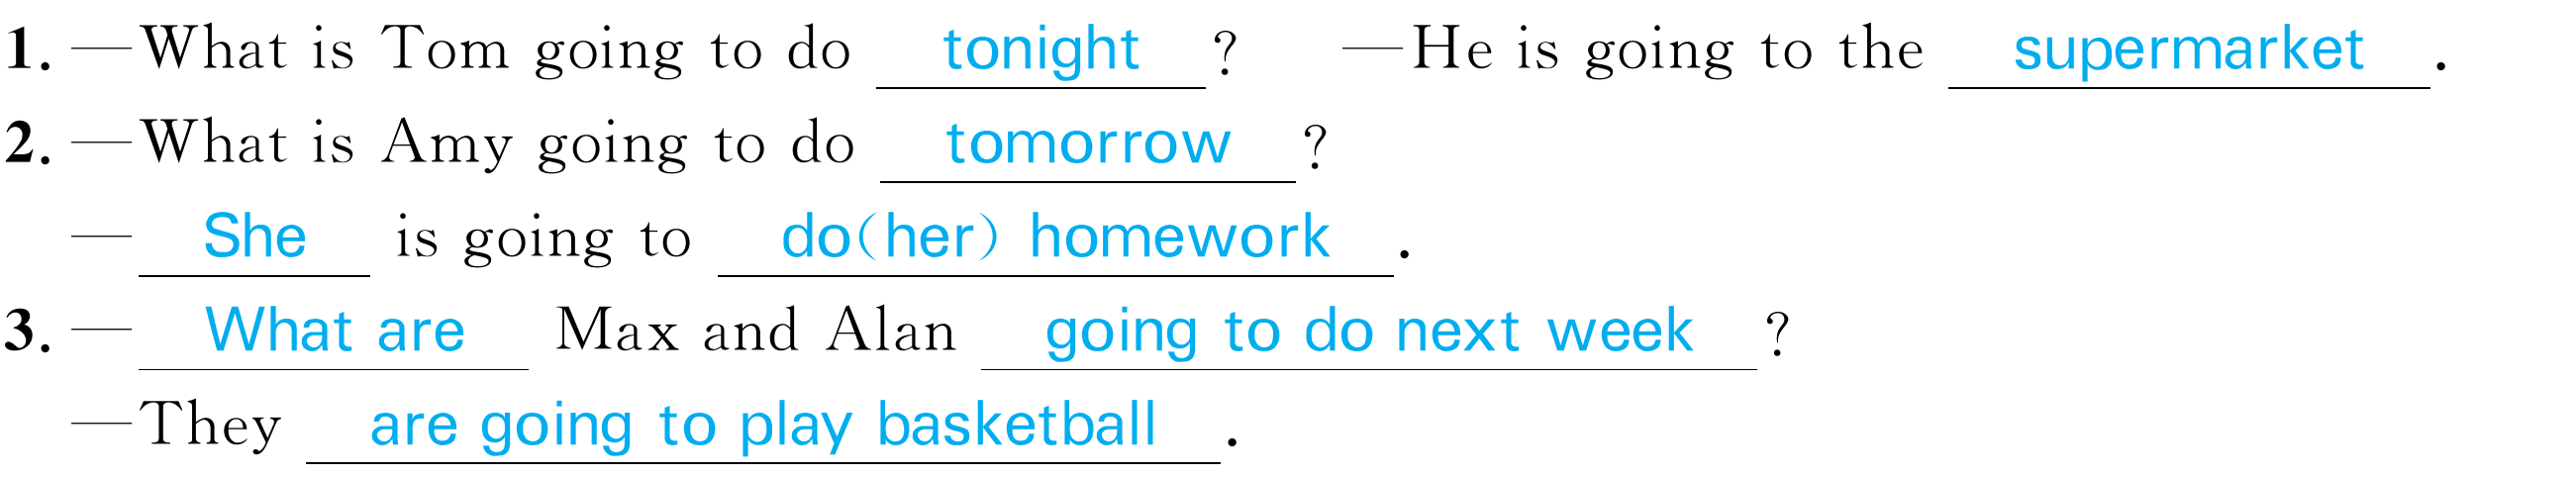 1. —What is Tom going to do tonight? —He is going to the supermarket.
2. —What is Amy going to do tomorrow?
—She is going to do(her) homework.
3. —What are Max and Alan going to do next week?
—They are going to play basketball.